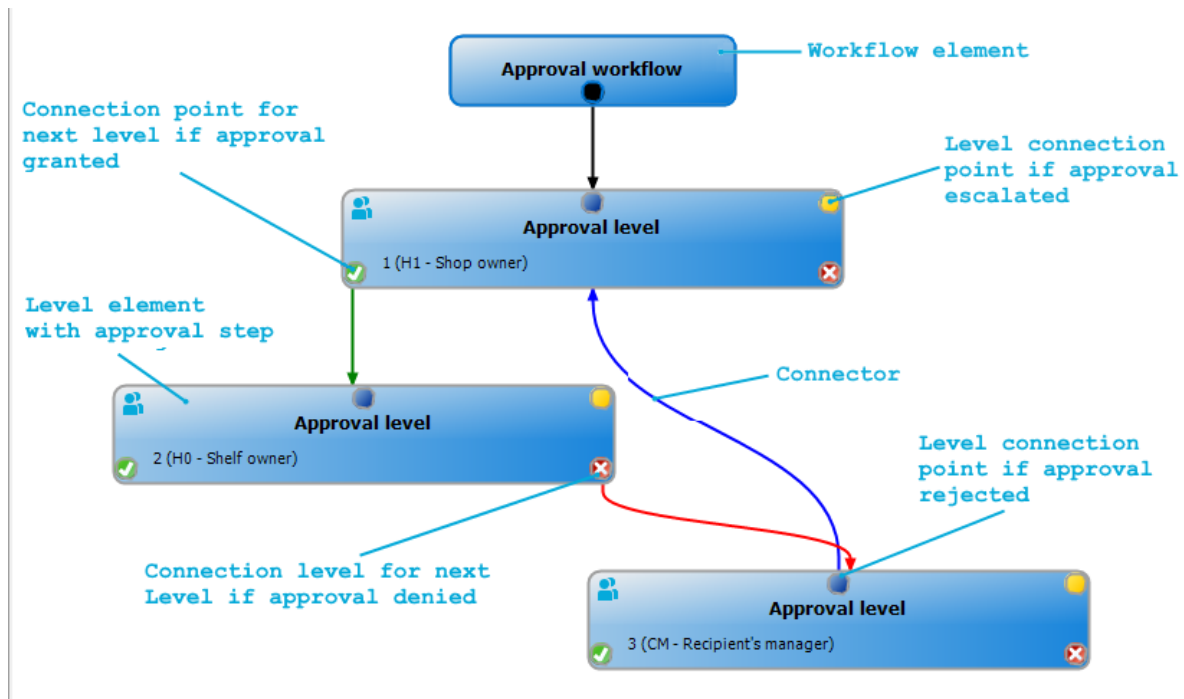 Approval workflow
Workflow element
Connection point for
next level if approval
granted
Level connection
point if approval
escalated
Approval level
1 (H1 - Shop owner)
Level element
with approval step
Connector
Approval level
2 (H0 - Shelf owner)
Level connection
point if approval
rejected
Connection level for next
Level if approval denied
Approval level
3 (CM - Recipient's manager)